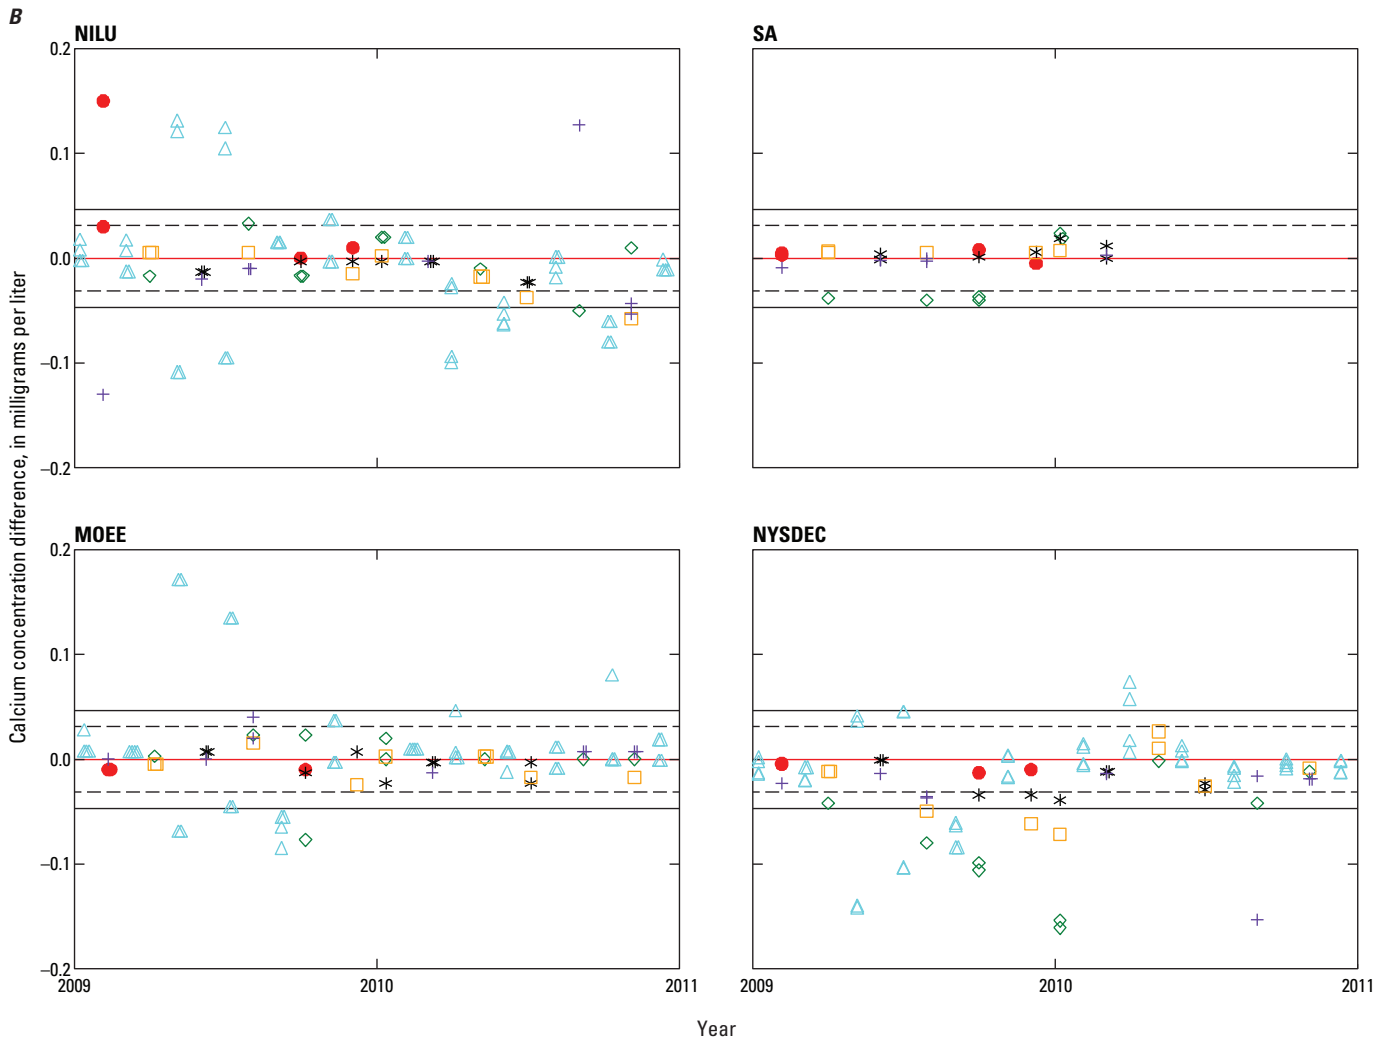 B
NILU
SA
0.2
0.1
0.0
–0.1
–0.2
Calcium concentration difference, in milligrams per liter
MOEE
NYSDEC
0.2
0.1
0.0
–0.1
–0.2
2009
2010
2011
2009
2010
2011
Year